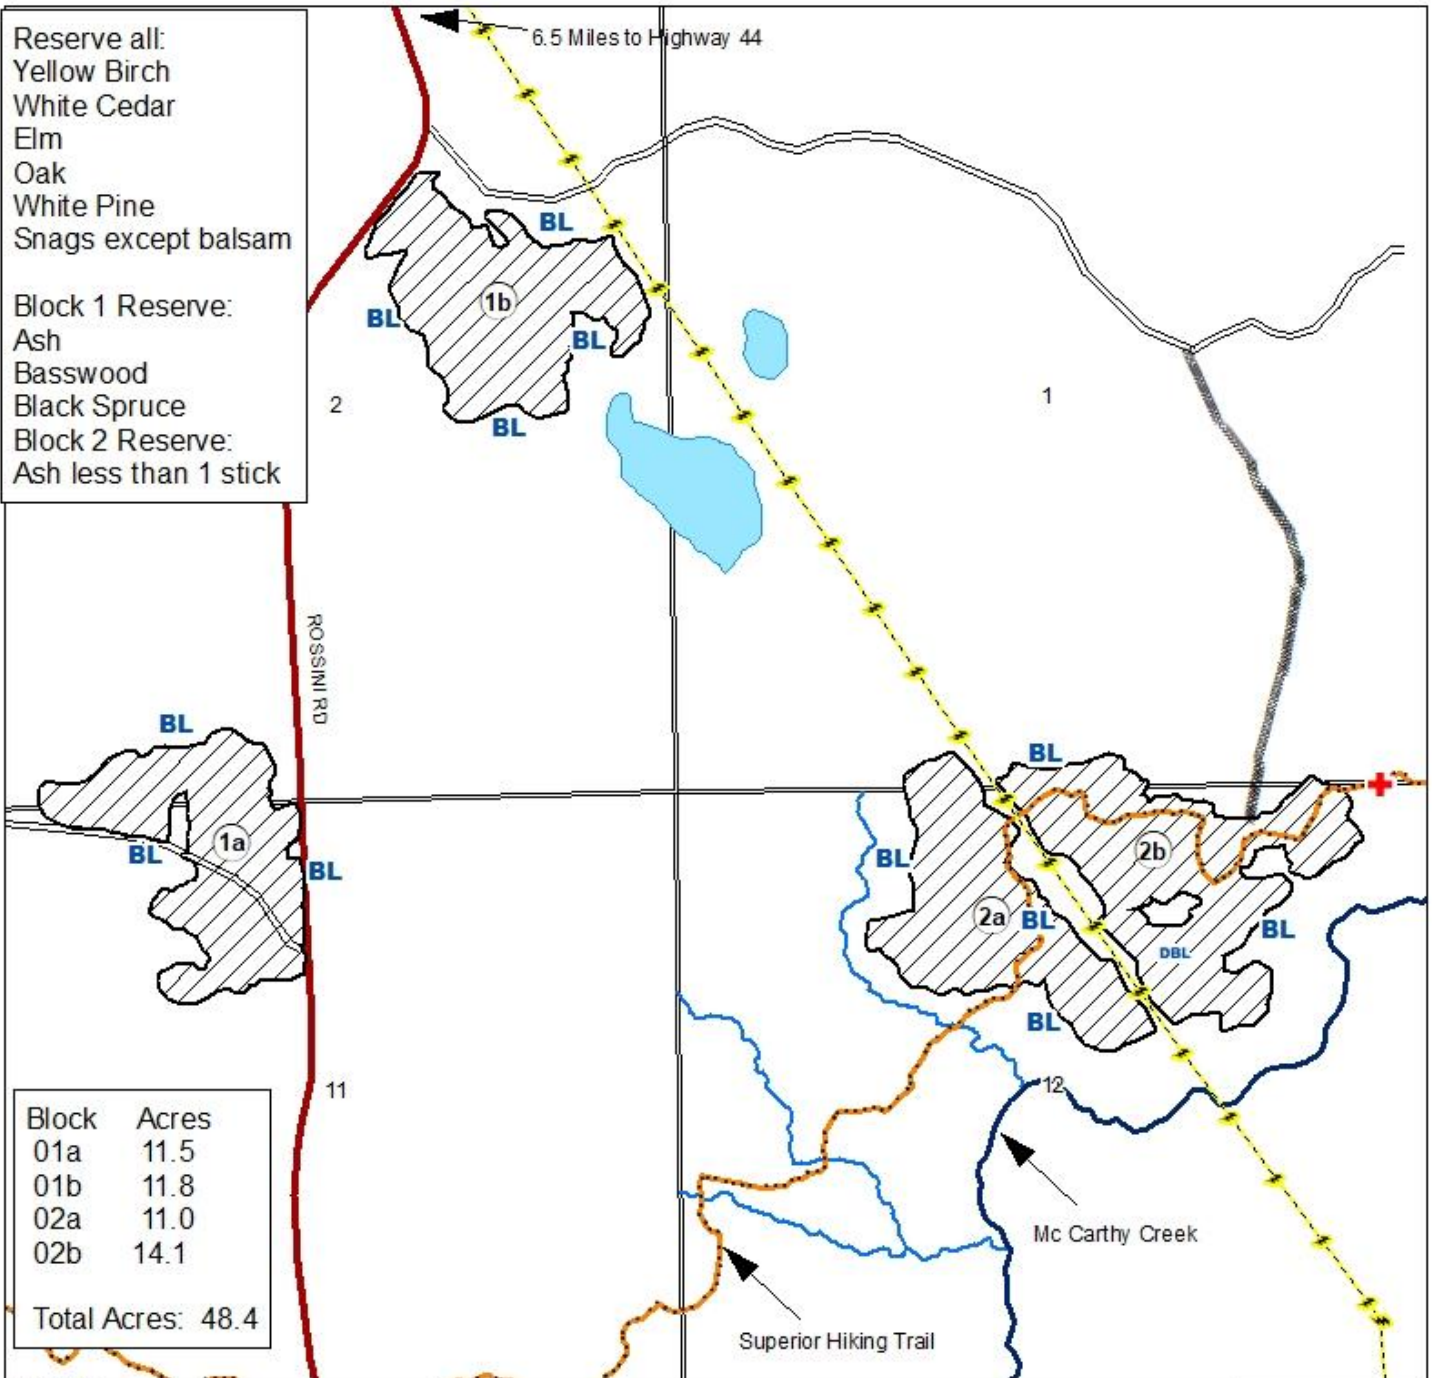 Reserve all:
Yellow Birch
White Cedar
Elm
Oak
White Pine
Snags except balsam
Block 1 Reserve:
Ash
Basswood
Black Spruce
Block 2 Reserve:
Ash less than 1 stick
6.5 Miles to Highway 44
BL
1b
BL
BL
BL
2
1
ROSSINI RD
BL
1a
BL
BL
BL
BL
2b
2a
BL
BL
DBL
BL
11
12
Mc Carthy Creek
Superior Hiking Trail
Block Acres
01a 11.5
01b 11.8
02a 11.0
02b 14.1
Total Acres: 48.4